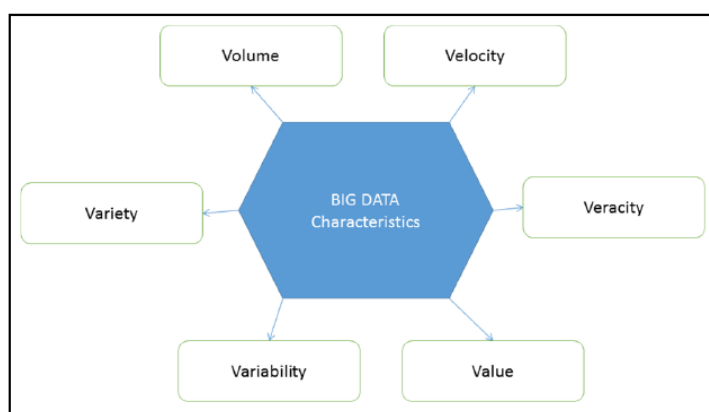 Volume
Velocity
Variety
BIG DATA
Characteristics
Veracity
Variability
Value